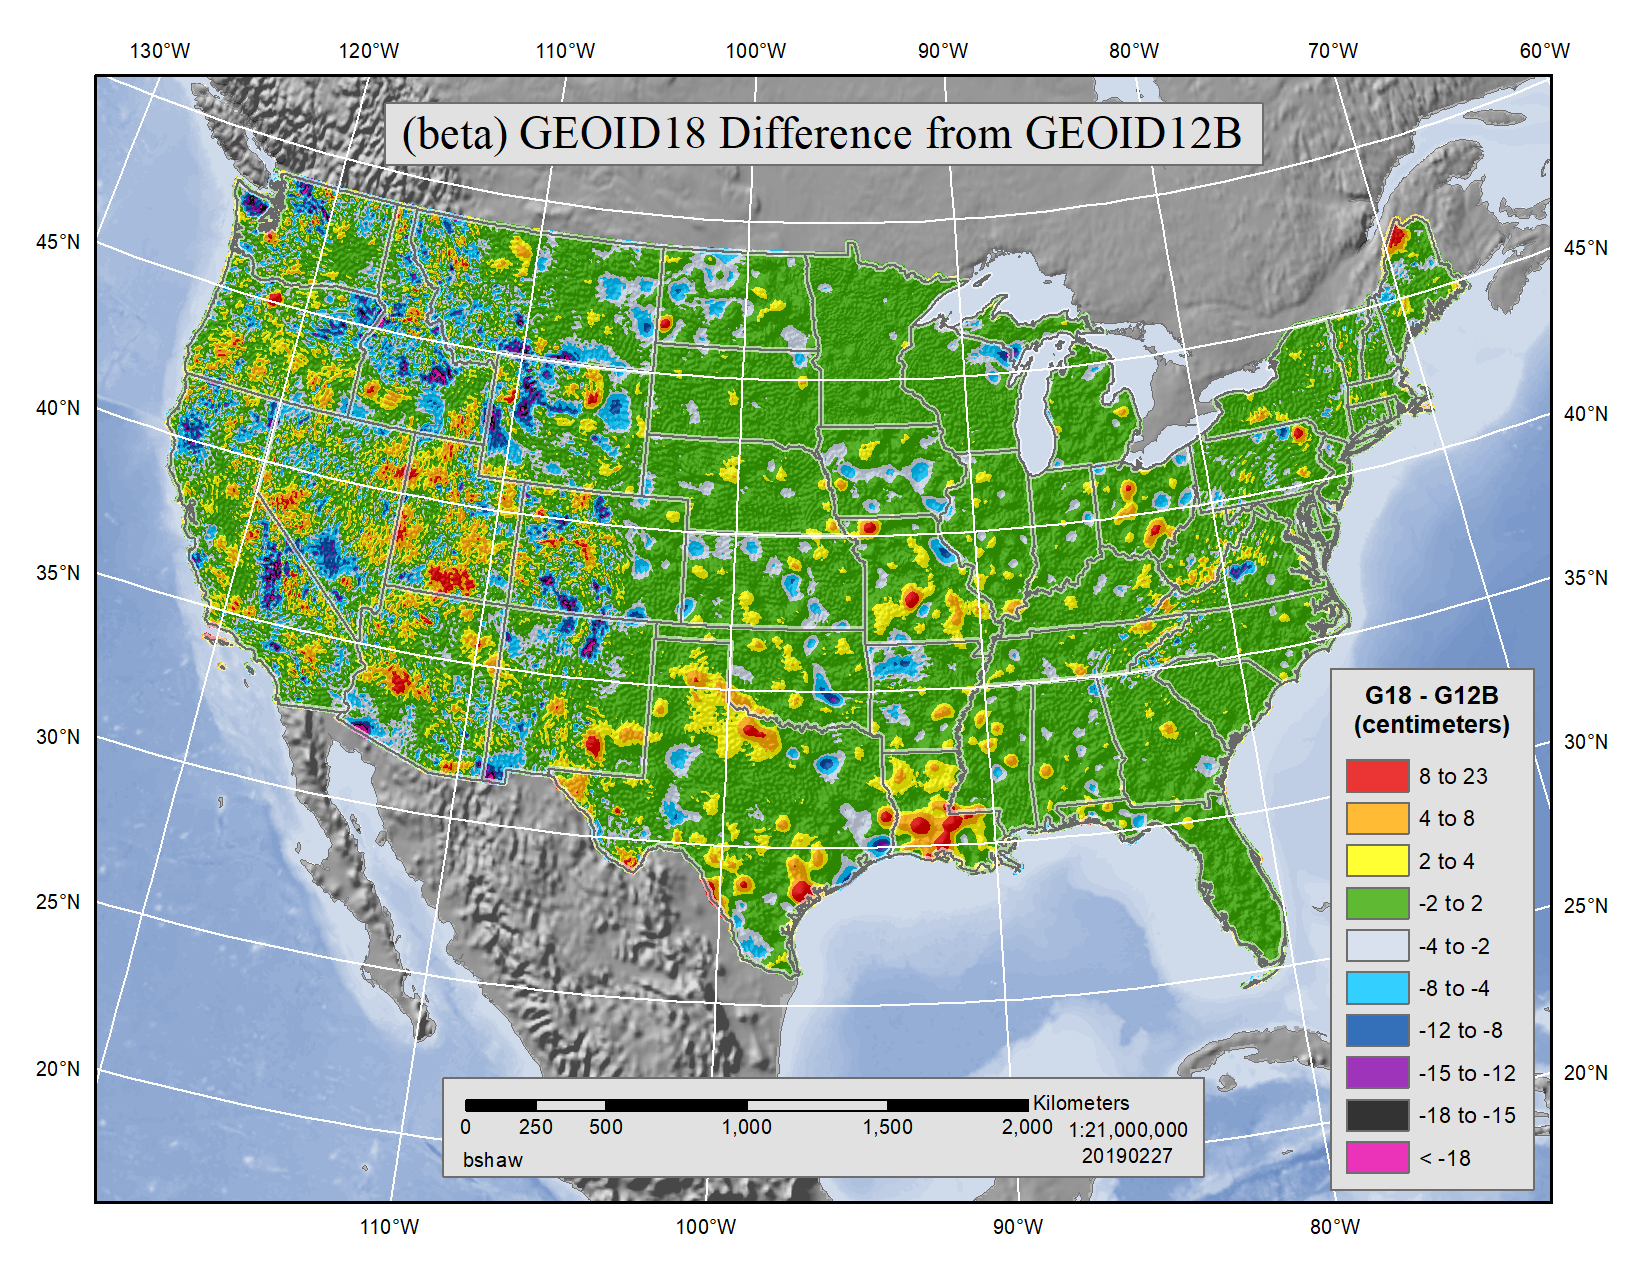 130°W 120°W 110°W 100°W 90°W 80°W 70°W 60°W
(beta) GEOID18 Difference from GEOID12B
45°N 45°N
40°N 40°N
35°N 35°N
30°N 30°N
25°N 25°N
20°N 20°N
G18 - G12B
(centimeters)
8 to 23
4 to 8
2 to 4
-2 to 2
-4 to -2
-8 to -4
-12 to -8
-15 to -12
-18 to -15
< -18
Kilometers
0 250 500 1,000 1,500 2,000
1:21,000,000
bshaw 20190227
110°W 100°W 90°W 80°W